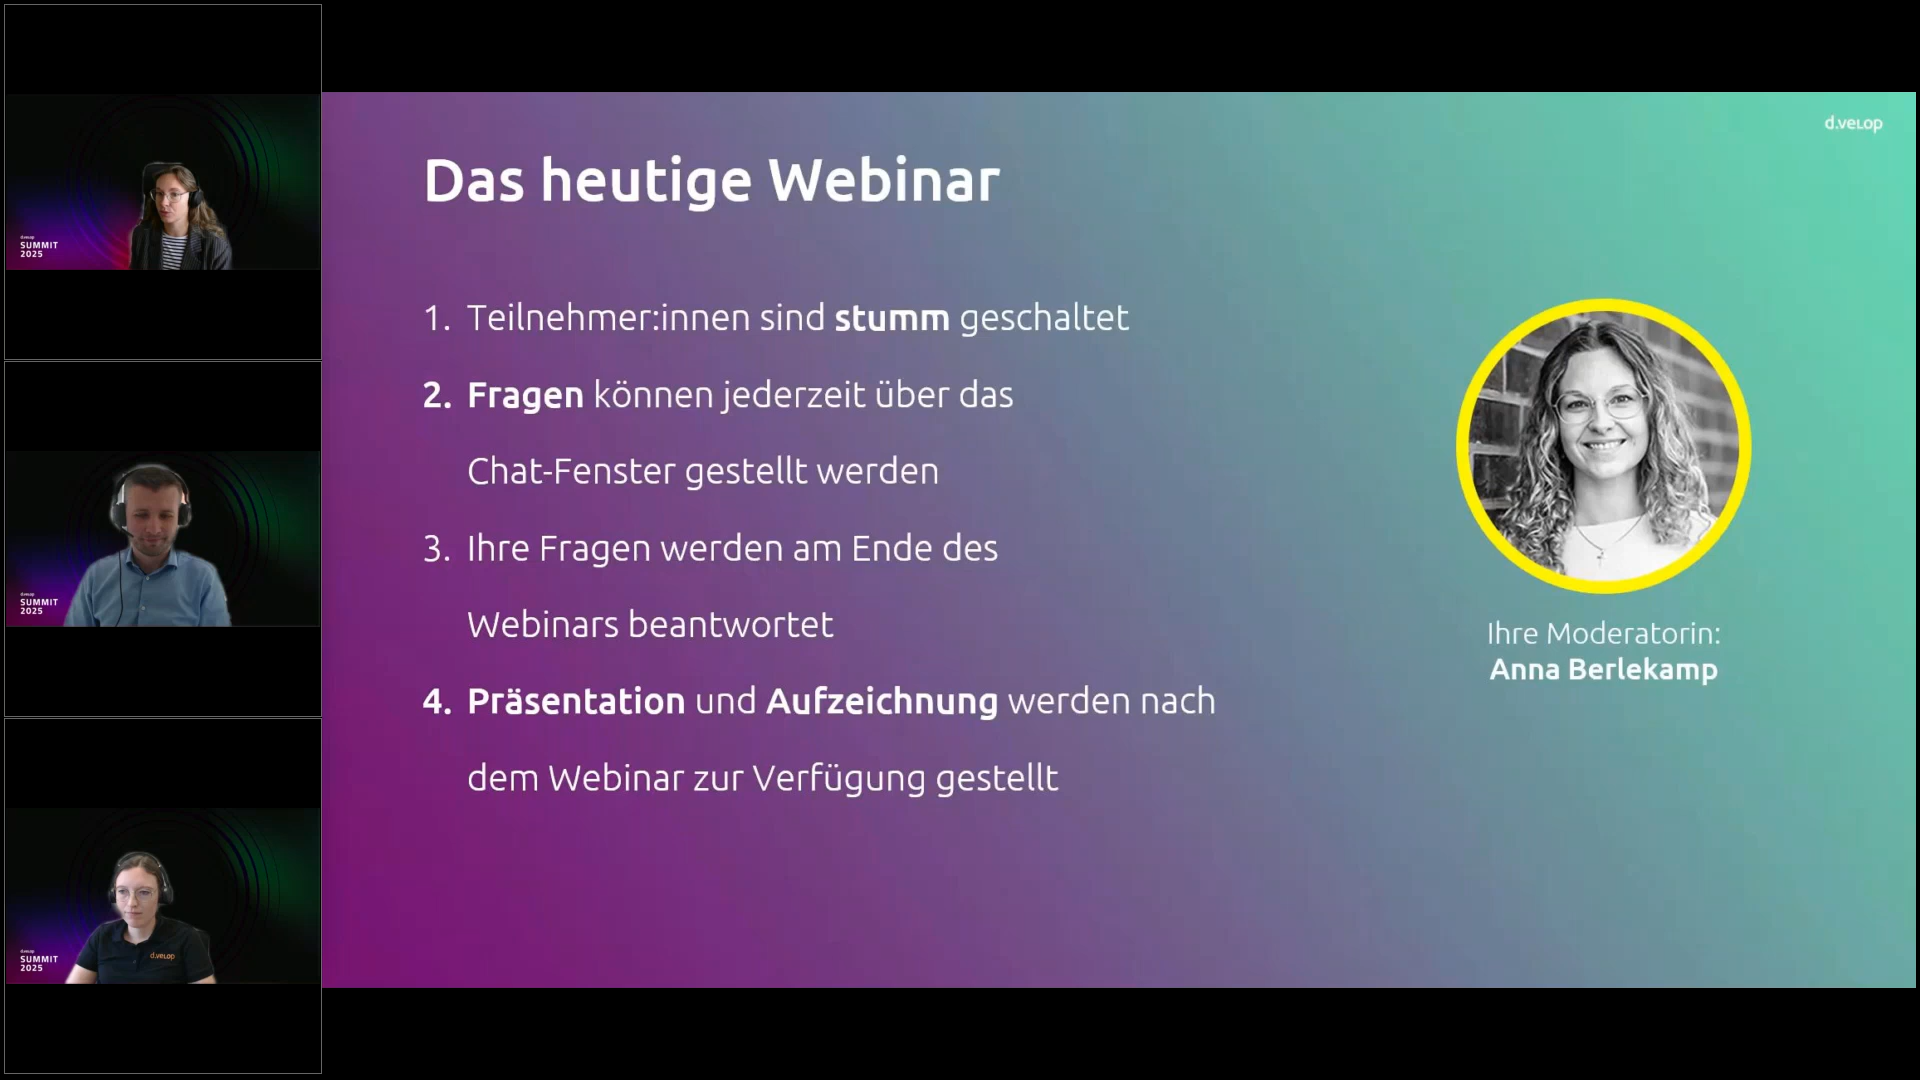 d.velop
SUMMIT
2025
SUMMIT
2025
d.velop
SUMMIT
2025
d.velop
Das heutige Webinar
1. Teilnehmer:innen sind stumm geschaltet
2. Fragen können jederzeit über das
Chat-Fenster gestellt werden
3. Ihre Fragen werden am Ende des
Webinars beantwortet
4. Präsentation und Aufzeichnung werden nach
dem Webinar zur Verfügung gestellt
Ihre Moderatorin:
Anna Berlekamp